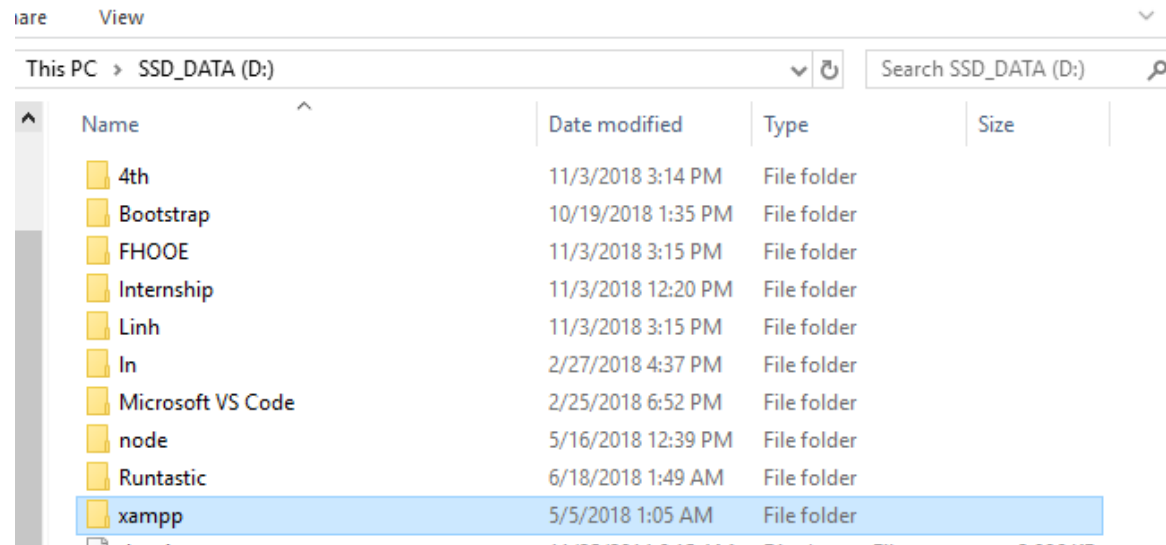 View
This PC > SSD_DATA (D:) Search SSD_DATA (D:)
Name Date modified Type Size
4th 11/3/2018 3:14 PM File folder
Bootstrap 10/19/2018 1:35 PM File folder
FHOOE 11/3/2018 3:15 PM File folder
Internship 11/3/2018 12:20 PM File folder
Linh 11/3/2018 3:15 PM File folder
ln 2/27/2018 4:37 PM File folder
Microsoft VS Code 2/25/2018 6:52 PM File folder
node 5/16/2018 12:39 PM File folder
Runtastic 6/18/2018 1:49 AM File folder
xampp 5/5/2018 1:05 AM File folder